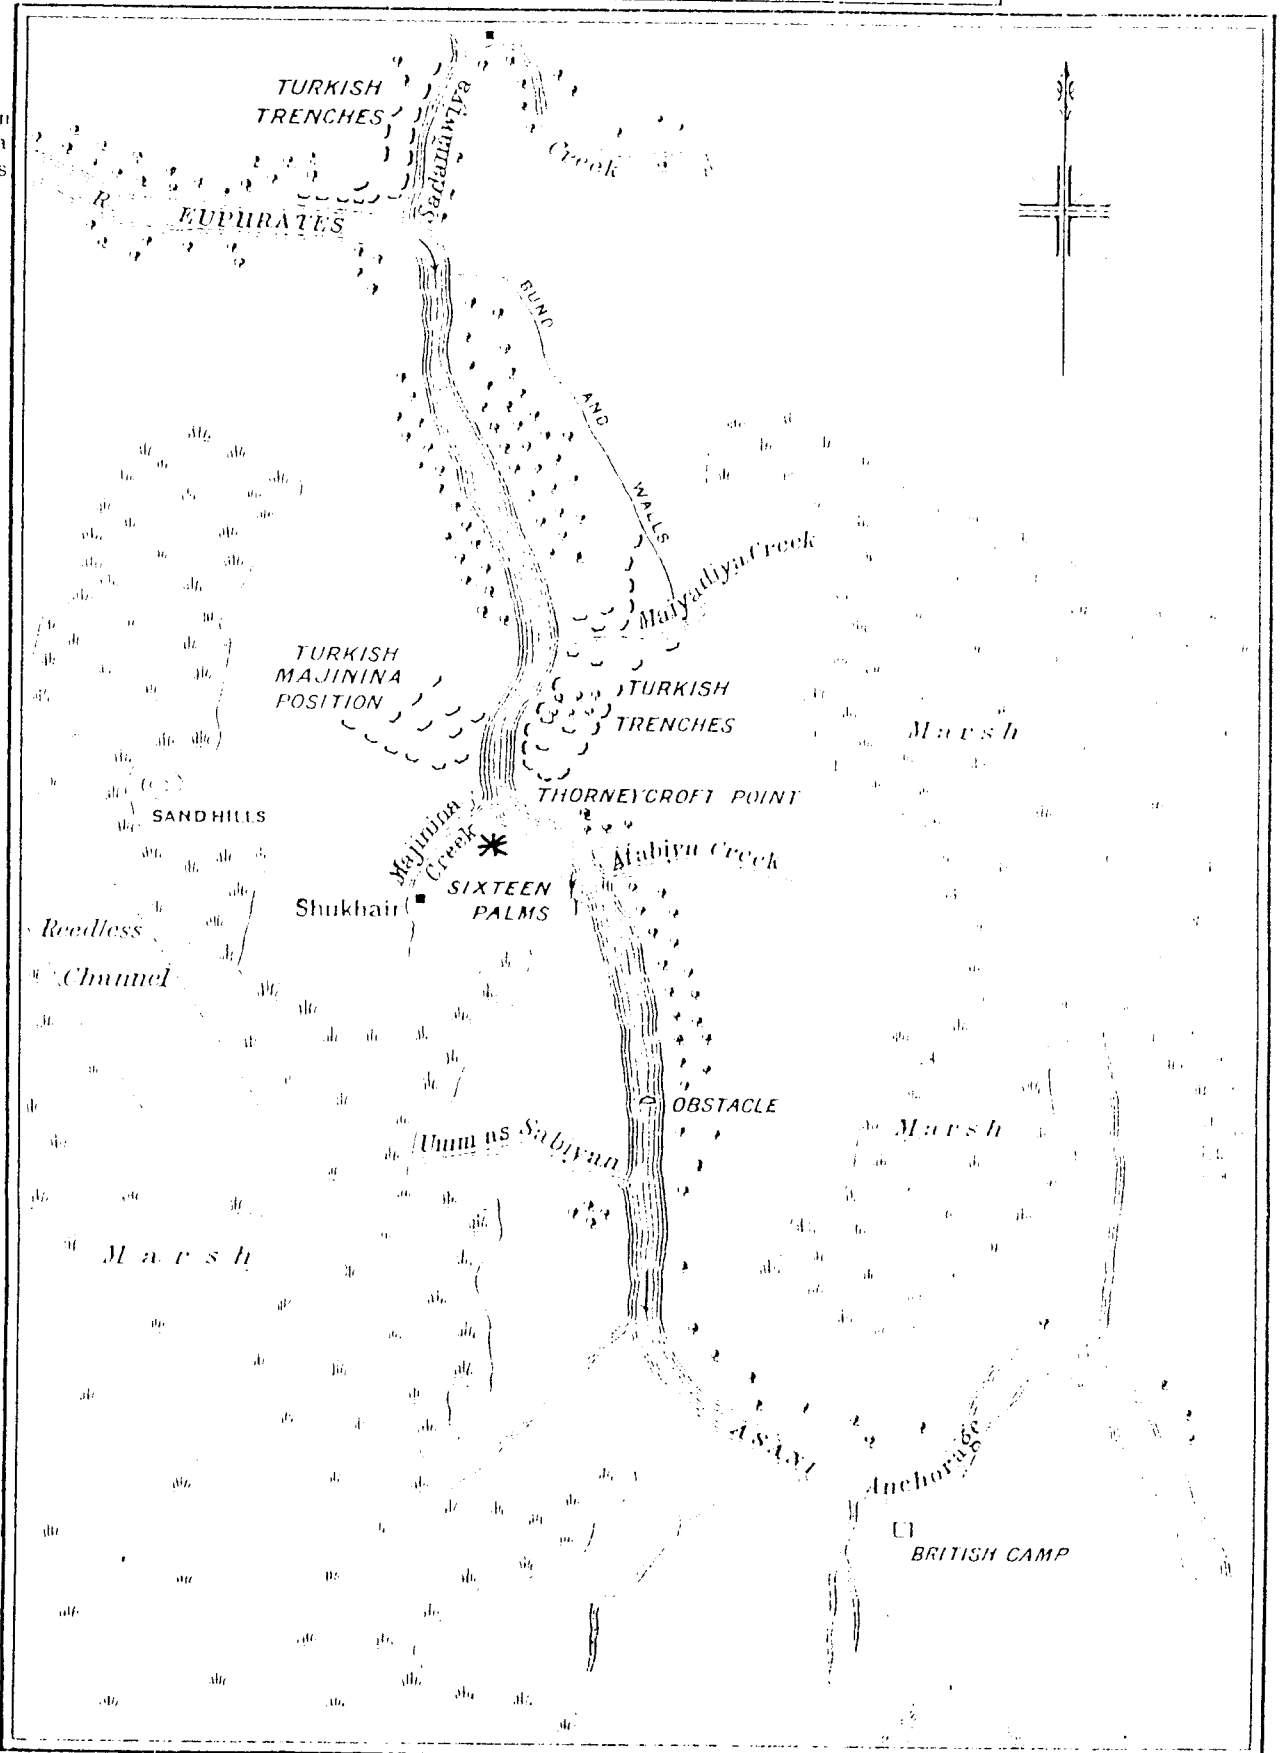 TURKISH
TRENCHES
Sadanawiya
Creek
R
EUPHRATES
BUND
AND
WALLS
Maiyadiya Creek
TURKISH
MAJININA
POSITION
TURKISH
TRENCHES
Marsh
THORNEYCROFT POINT
SANDHILLS
Majinina
Creek
Atabiya Creek
SIXTEEN
PALMS
Shukhair
Reedless
Channel
OBSTACLE
Umm as Sabiyan
Marsh
Marsh
ASANI
Anchorage
BRITISH CAMP